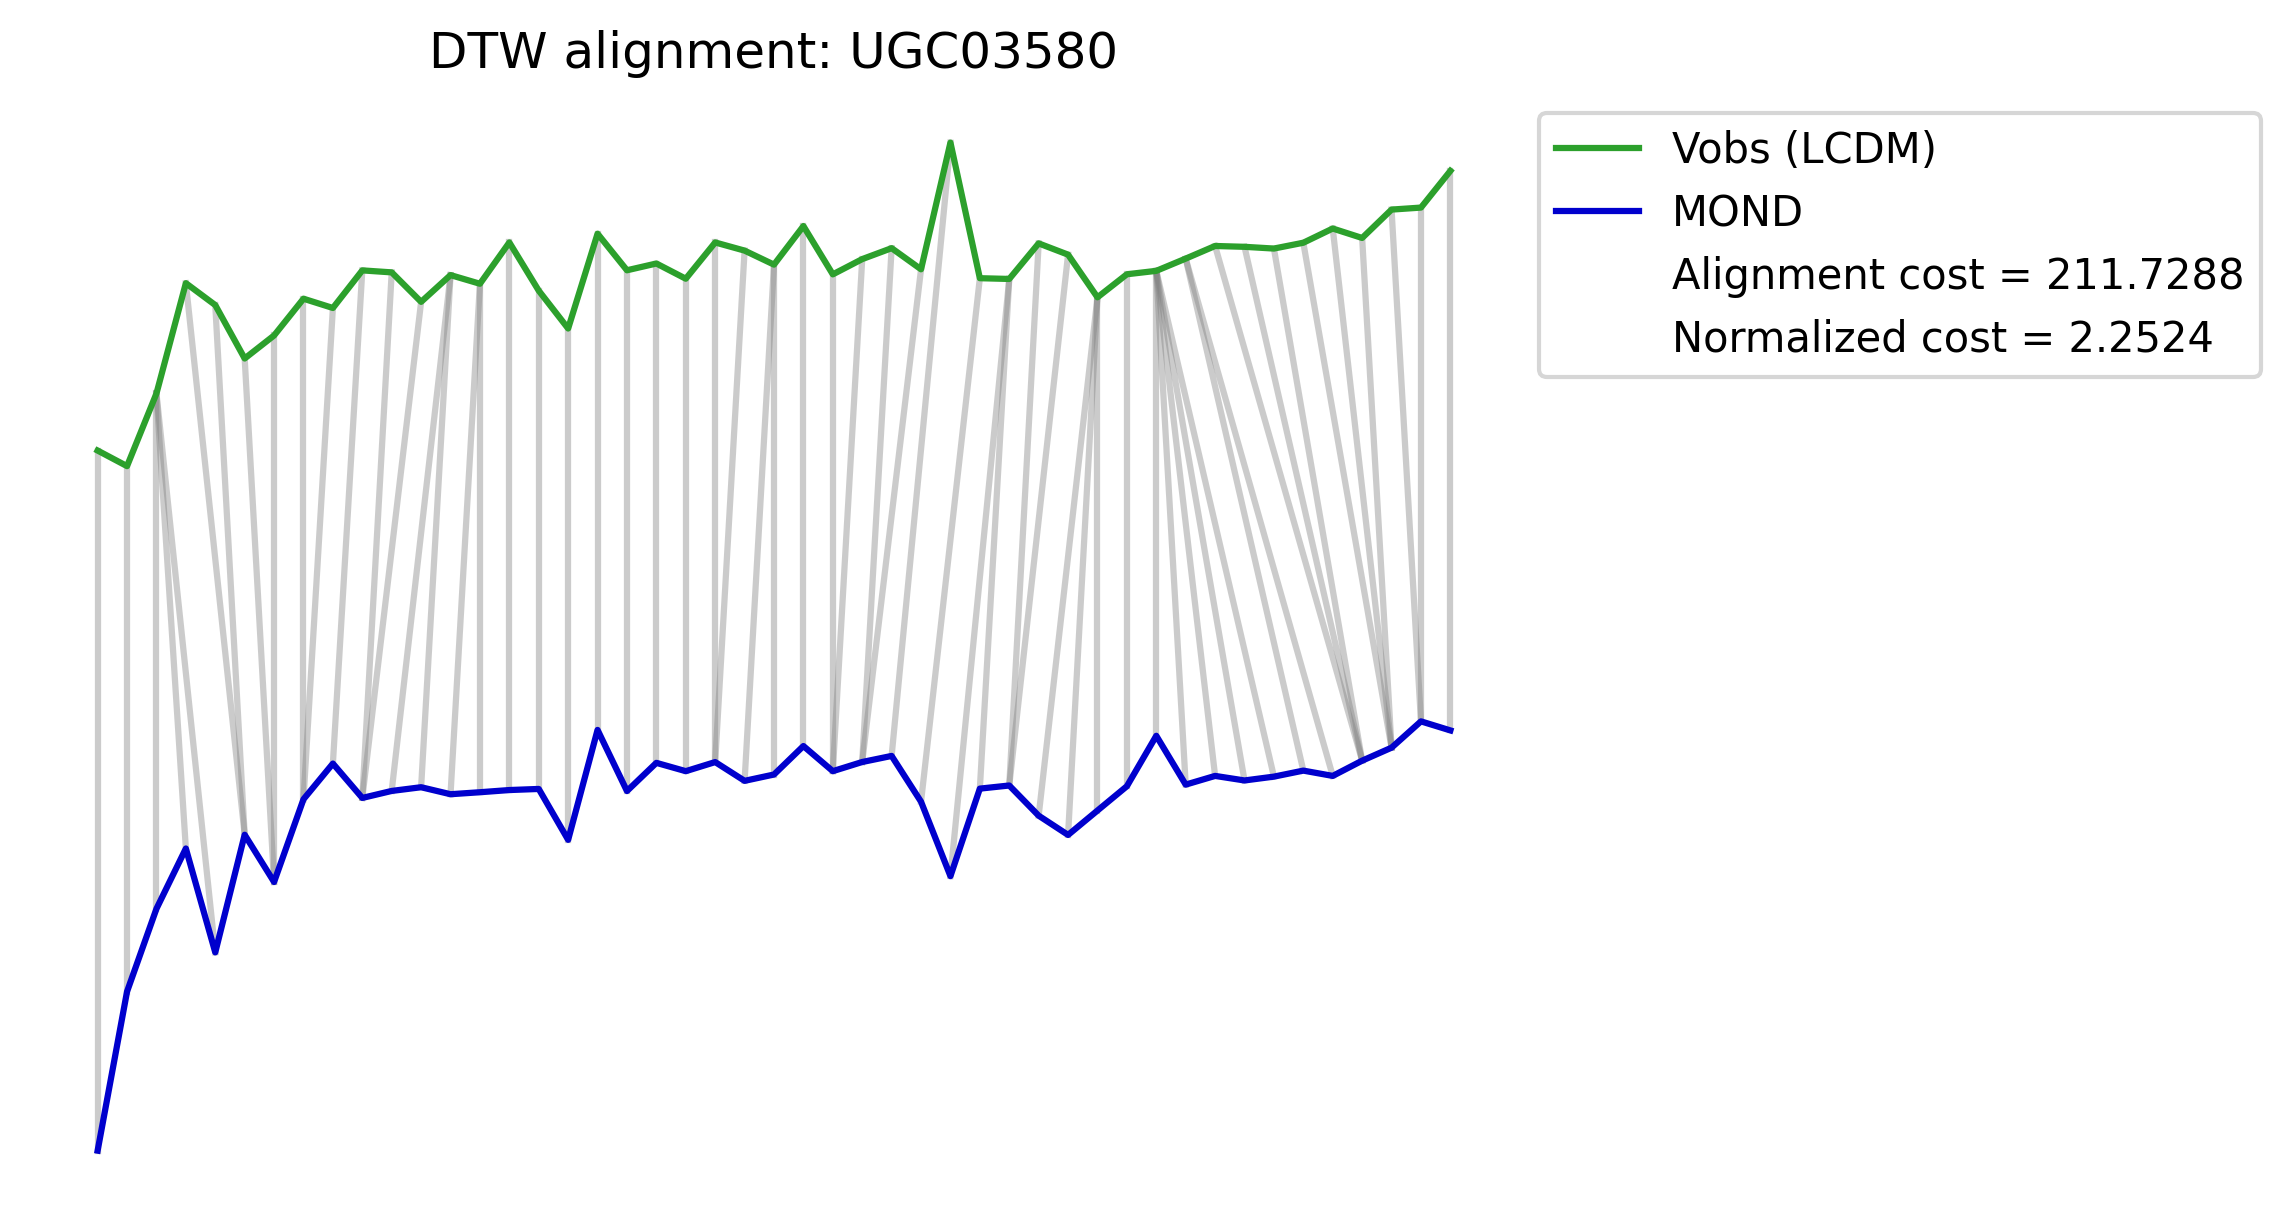 DTW alignment: UGC03580
Vobs (LCDM)
MOND
Alignment cost = 211.7288
Normalized cost = 2.2524